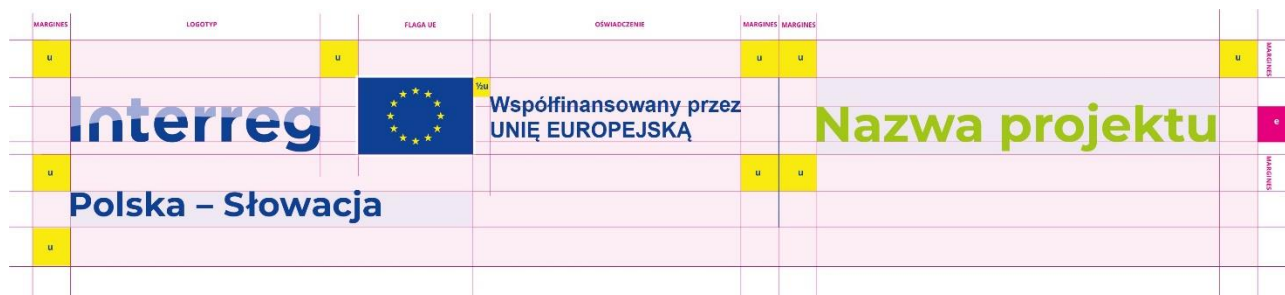 MARGINES LOGOTYP FLAGA UE OŚWIADCZENIE MARGINES MARGINES
u u u u u MARGINES
½u
Interreg Współfinansowany przez UNIĘ EUROPEJSKĄ Nazwa projektu e
u u u MARGINES
Polska – Słowacja
u